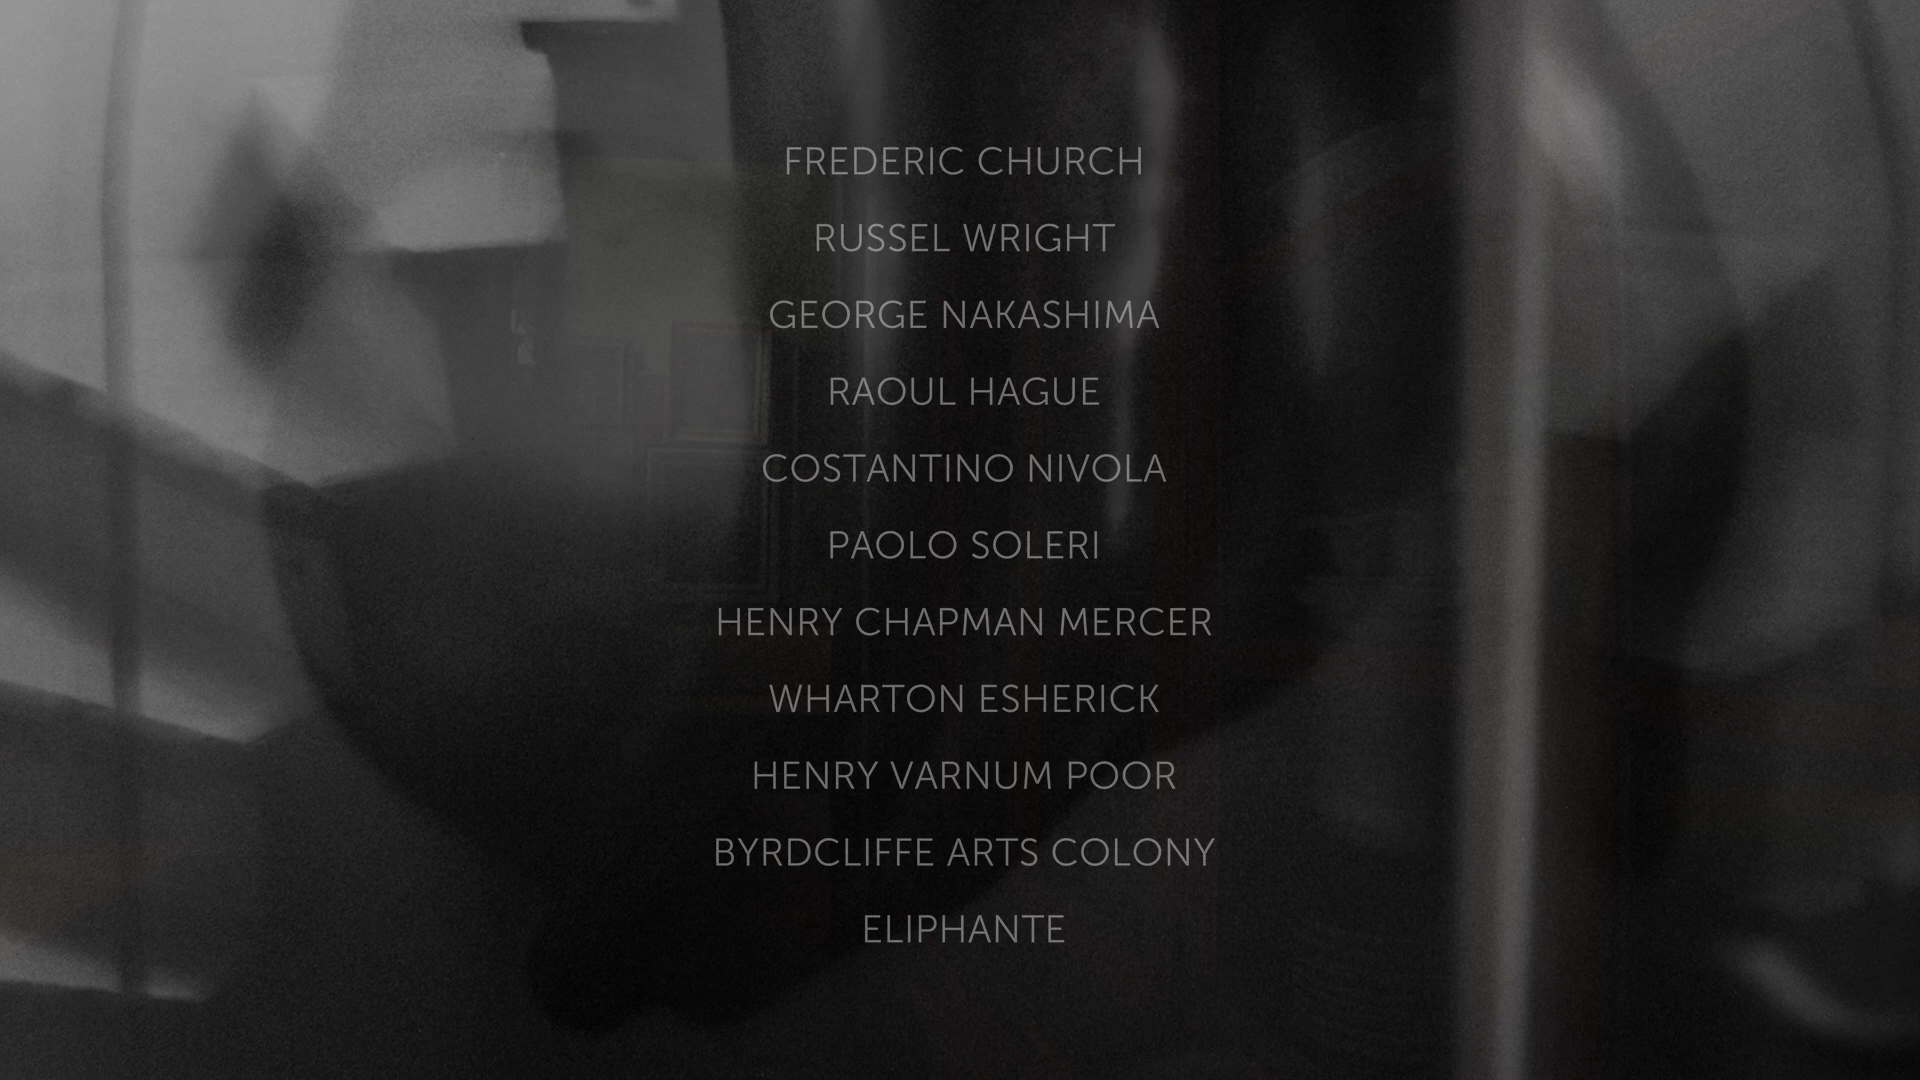 FREDERIC CHURCH
RUSSEL WRIGHT
GEORGE NAKASHIMA
RAOUL HAGUE
COSTANTINO NIVOLA
PAOLO SOLERI
HENRY CHAPMAN MERCER
WHARTON ESHERICK
HENRY VARNUM POOR
BYRDCLIFFE ARTS COLONY
ELIPHANTE